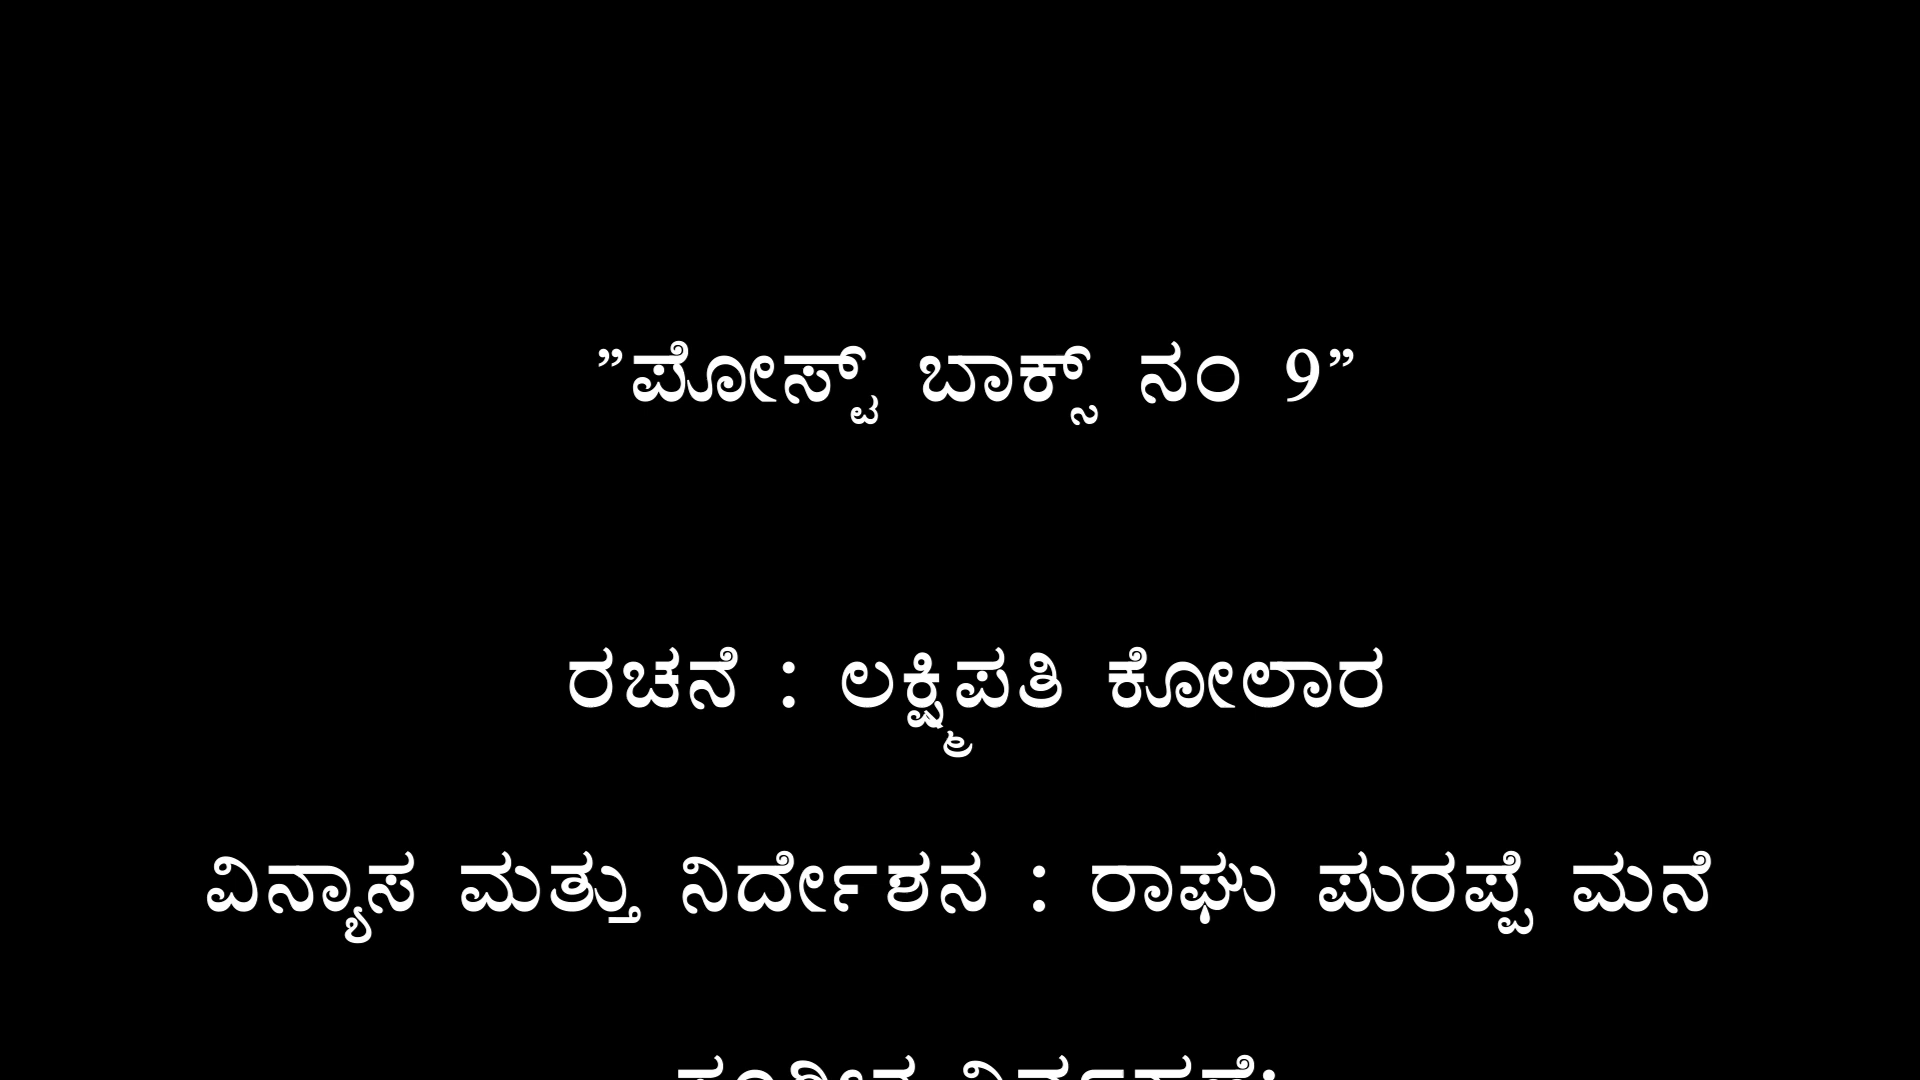 ”ಪೋಸ್ಟ್ ಬಾಕ್ಸ್ ನಂ 9”
ರಚನೆ : ಲಕ್ಷ್ಮಿಪತಿ ಕೋಲಾರ
ವಿನ್ಯಾಸ ಮತ್ತು ನಿರ್ದೇಶನ : ರಾಘು ಪುರಪ್ಪೆ ಮನೆ